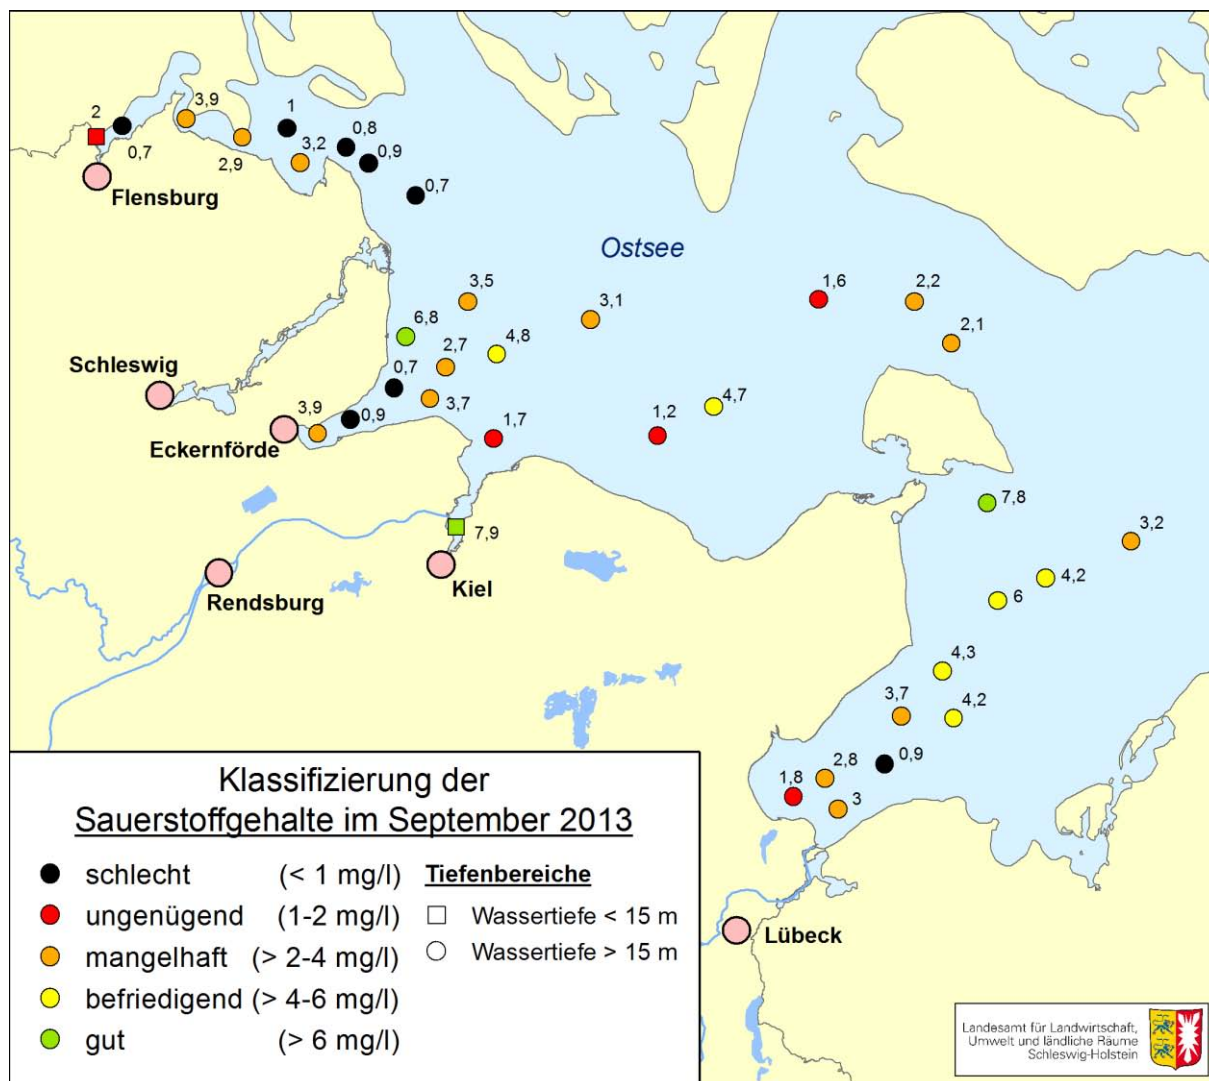 2
0,7
3,9
2,9
1
3,2
0,8
0,9
0,7
Flensburg
Ostsee
3,5
3,1
1,6
2,2
2,1
6,8
2,7
4,8
Schleswig
0,7
3,7
4,7
3,9
0,9
1,7
1,2
Eckernförde
7,8
7,9
3,2
Rendsburg
Kiel
4,2
6
4,3
3,7
4,2
2,8
0,9
1,8
3
Lübeck
Klassifizierung der
Sauerstoffgehalte im September 2013
schlecht (< 1 mg/l)
ungenügend (1-2 mg/l)
mangelhaft (> 2-4 mg/l)
befriedigend (> 4-6 mg/l)
gut (> 6 mg/l)
Tiefenbereiche
Wassertiefe < 15 m
Wassertiefe > 15 m
Landesamt für Landwirtschaft,
Umwelt und ländliche Räume
Schleswig-Holstein